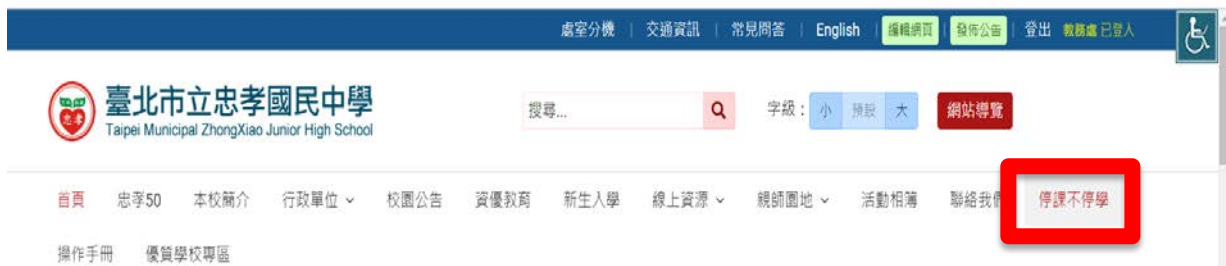 處室分機 | 交通資訊 | 常見問答 | English | 編輯網頁 | 發佈公告 | 登出 教務處 已登入
臺北市立忠孝國民中學
Taipei Municipal ZhongXiao Junior High School
搜尋...
字級： 小 預設 大
網站導覽
首頁 忠孝50 本校簡介 行政單位 校園公告 資優教育 新生入學 線上資源 親師園地 活動相簿 聯絡我們 停課不停學
操作手冊 優質學校專區